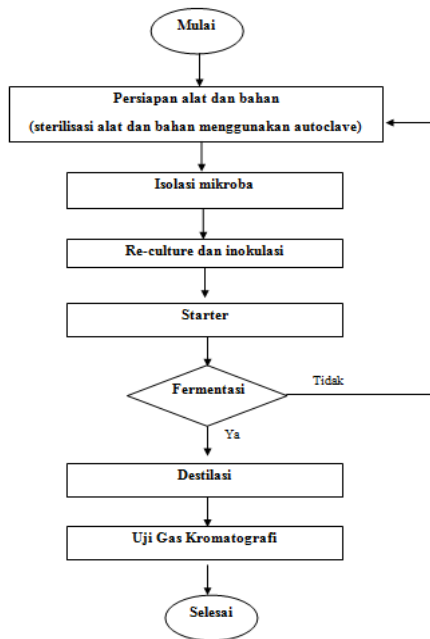 Mulai
Persiapan alat dan bahan
(sterilisasi alat dan bahan menggunakan autoclave)
Isolasi mikroba
Re-culture dan inokulasi
Starter
Fermentasi
Tidak
Ya
Destilasi
Uji Gas Kromatografi
Selesai